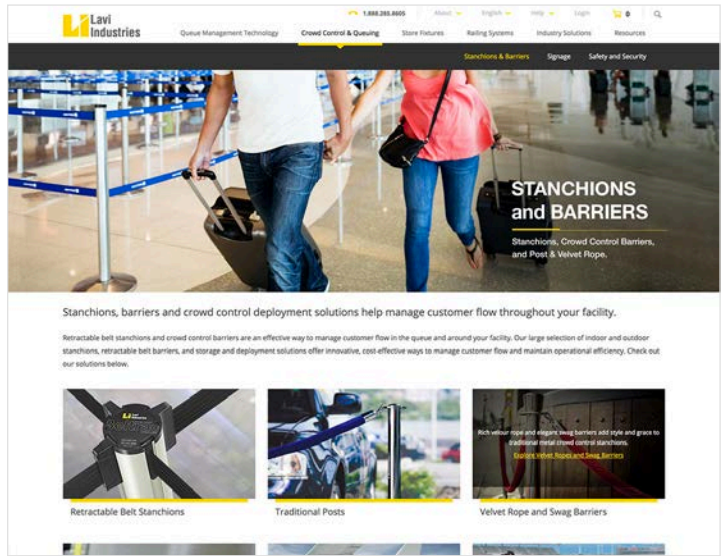 Lavi
Industries
1.888.285.8605 About English Help Login 0
Queue Management Technology Crowd Control & Queuing Store Fixtures Railing Systems Industry Solutions Resources
Stanchions & Barriers Signage Safety and Security
STANCHIONS
and BARRIERS
Stanchions, Crowd Control Barriers,
and Post & Velvet Rope.
Stanchions, barriers and crowd control deployment solutions help manage customer flow throughout your facility.
Retractable belt stanchions and crowd control barriers are an effective way to manage customer flow in the queue and around your facility. Our large selection of indoor and outdoor
stanchions, retractable belt barriers, and storage and deployment solutions offer innovative, cost-effective ways to manage customer flow and maintain operational efficiency. Check out
our solutions below.
Rich velour rope and elegant swag barriers add style and grace to
traditional metal crowd control stanchions.
Explore Velvet Ropes and Swag Barriers
Retractable Belt Stanchions Traditional Posts Velvet Rope and Swag Barriers